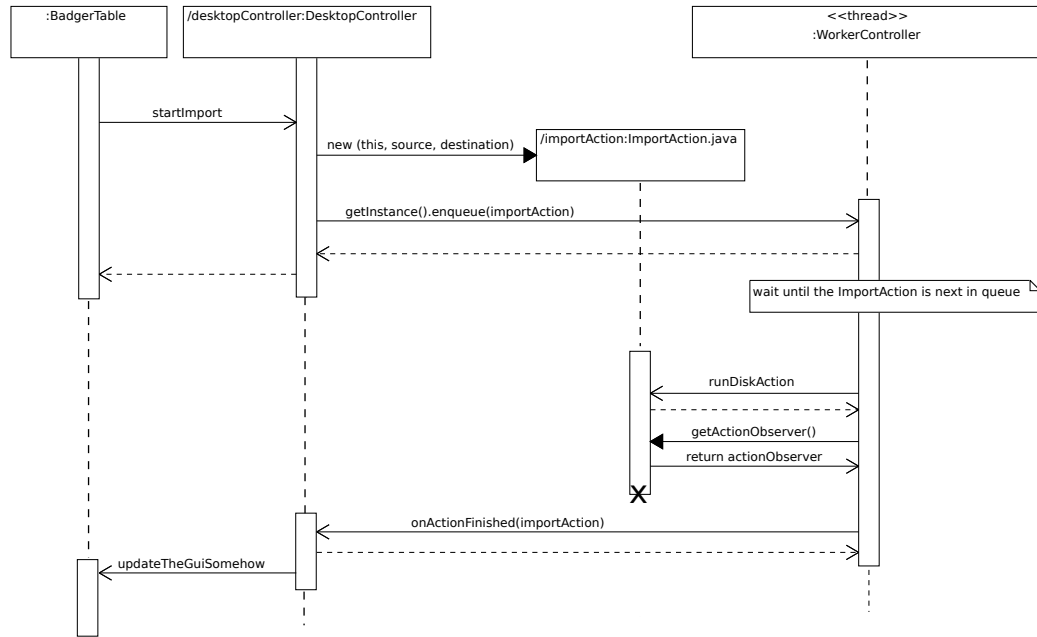 :BadgerTable
/desktopController:DesktopController
<<thread>>
:WorkerController
startImport
new (this, source, destination)
/importAction:ImportAction.java
getInstance().enqueue(importAction)
wait until the ImportAction is next in queue
runDiskAction
getActionObserver()
return actionObserver
X
onActionFinished(importAction)
updateTheGuiSomehow